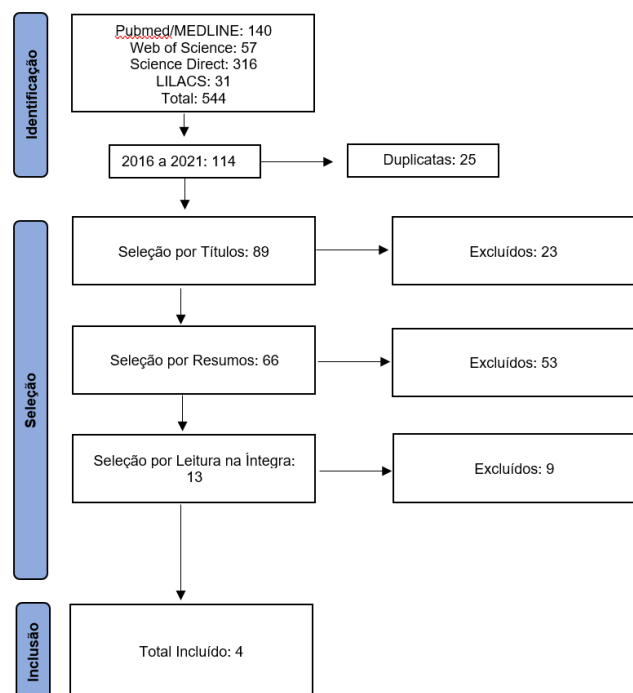 Identificação
Pubmed/MEDLINE: 140
Web of Science: 57
Science Direct: 316
LILACS: 31
Total: 544
2016 a 2021: 114
Duplicatas: 25
Seleção
Seleção por Títulos: 89
Excluídos: 23
Seleção por Resumos: 66
Excluídos: 53
Seleção por Leitura na Íntegra:
13
Excluídos: 9
Inclusão
Total Incluído: 4